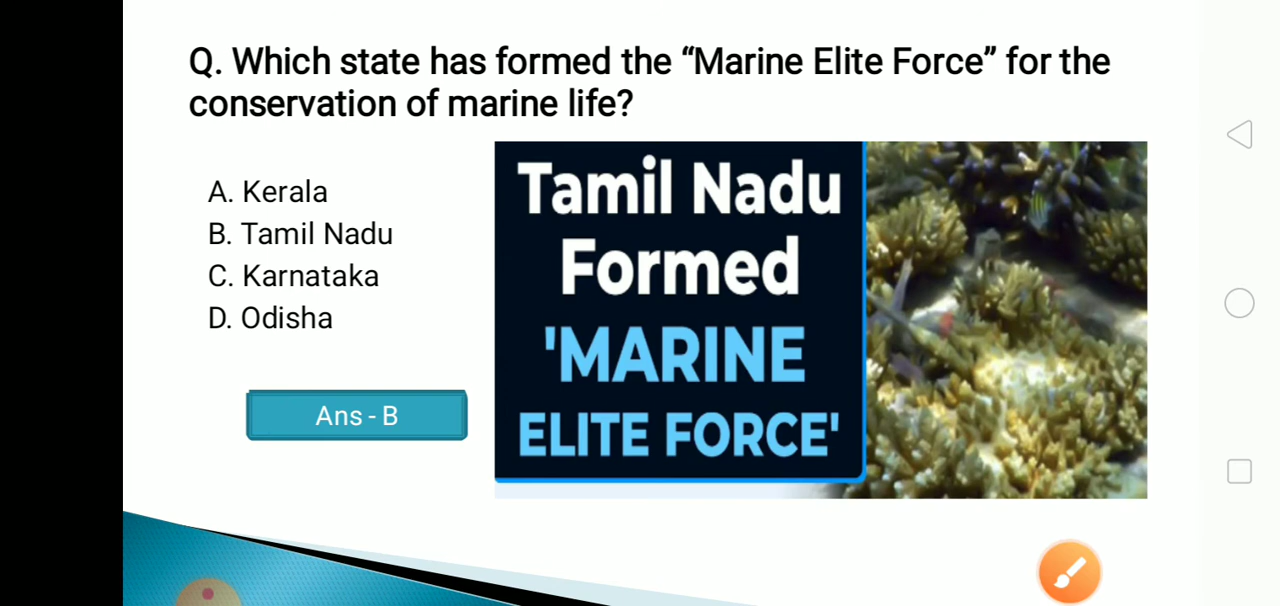 Q. Which state has formed the “Marine Elite Force” for the
conservation of marine life?
A. Kerala
B. Tamil Nadu
C. Karnataka
D. Odisha
Ans - B
Tamil Nadu
Formed
'MARINE
ELITE FORCE'